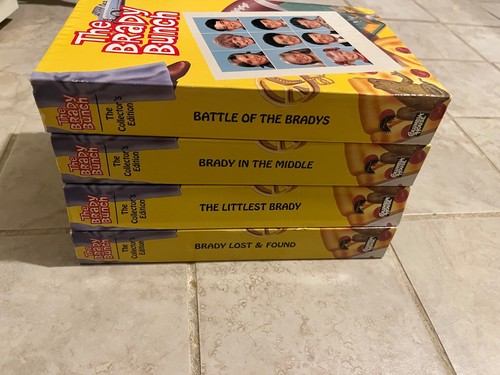 The
BRADY
Bunch
The
BRADY
BUNCH
The
Collector's
Edition
BATTLE OF THE BRADYS
The
BRADY
BUNCH
The
Collector's
Edition
BRADY IN THE MIDDLE
The
BRADY
BUNCH
The
Collector's
Edition
THE LITTLEST BRADY
The
BRADY
BUNCH
The
Collector's
Edition
BRADY LOST & FOUND